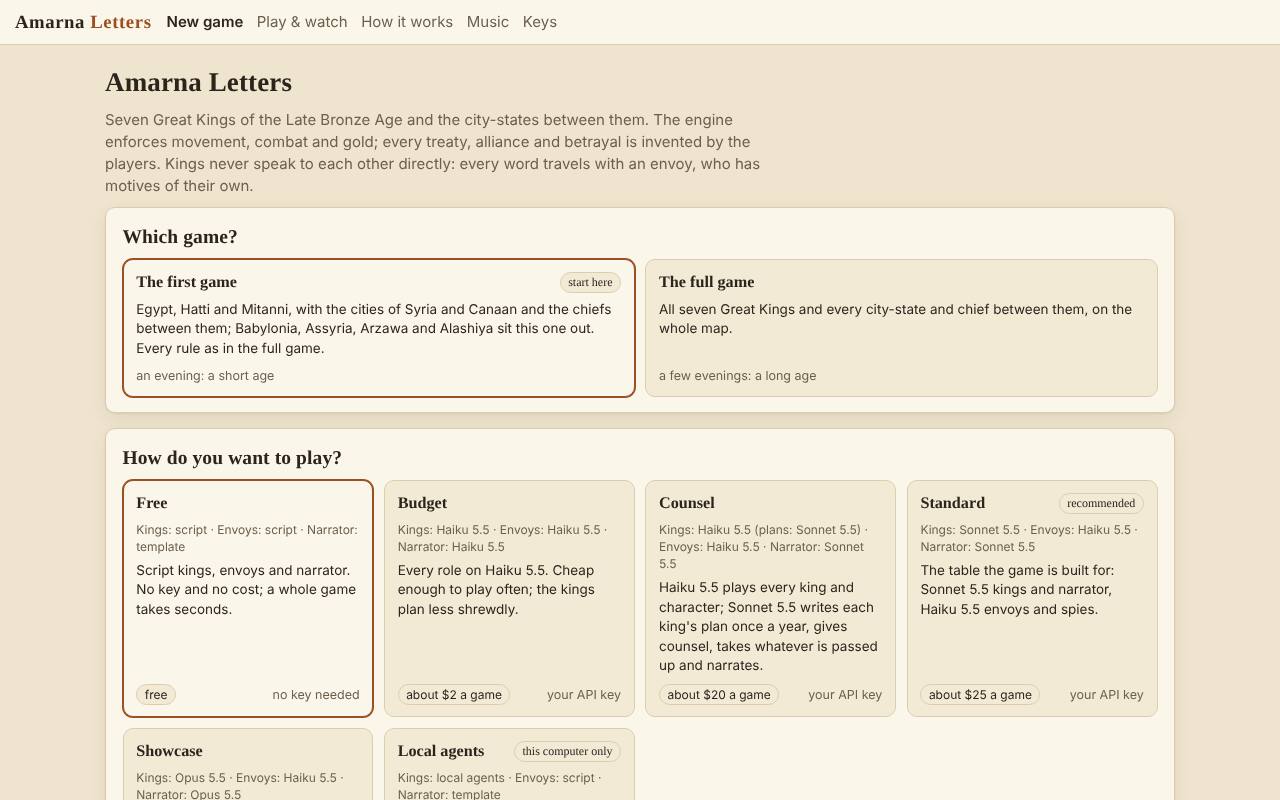 Amarna Letters New game Play & watch How it works Music Keys
Amarna Letters
Seven Great Kings of the Late Bronze Age and the city-states between them. The engine
enforces movement, combat and gold; every treaty, alliance and betrayal is invented by the
players. Kings never speak to each other directly: every word travels with an envoy, who has
motives of their own.
Which game?
The first game
start here
Egypt, Hatti and Mitanni, with the cities of Syria and Canaan and the chiefs
between them; Babylonia, Assyria, Arzawa and Alashiya sit this one out.
Every rule as in the full game.
an evening: a short age
The full game
All seven Great Kings and every city-state and chief between them, on the
whole map.
a few evenings: a long age
How do you want to play?
Free
Kings: script · Envoys: script · Narrator:
template
Script kings, envoys and narrator.
No key and no cost; a whole game
takes seconds.
free
no key needed
Budget
Kings: Haiku 5.5 · Envoys: Haiku 5.5 ·
Narrator: Haiku 5.5
Every role on Haiku 5.5. Cheap
enough to play often; the kings
plan less shrewdly.
about $2 a game
your API key
Counsel
Kings: Haiku 5.5 (plans: Sonnet 5.5) ·
Envoys: Haiku 5.5 · Narrator: Sonnet
5.5
Haiku 5.5 plays every king and
character; Sonnet 5.5 writes each
king's plan once a year, gives
counsel, takes whatever is passed
up and narrates.
about $20 a game
your API key
Standard
recommended
Kings: Sonnet 5.5 · Envoys: Haiku 5.5 ·
Narrator: Sonnet 5.5
The table the game is built for:
Sonnet 5.5 kings and narrator,
Haiku 5.5 envoys and spies.
about $25 a game
your API key
Showcase
Kings: Opus 5.5 · Envoys: Haiku 5.5 ·
Narrator: Opus 5.5
Local agents
this computer only
Kings: local agents · Envoys: script ·
Narrator: template